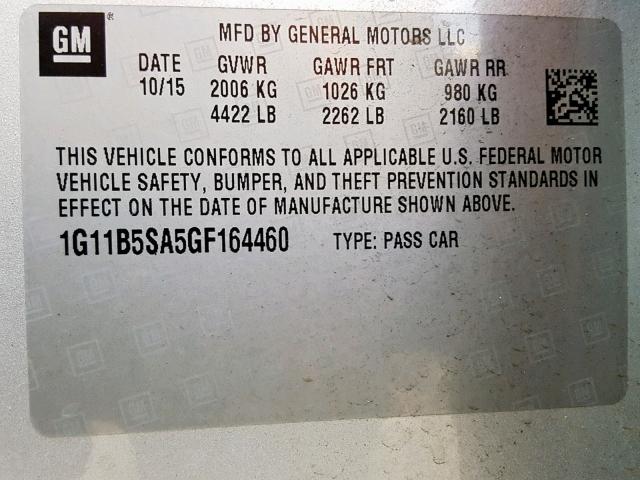 GM ®
MFD BY GENERAL MOTORS LLC
DATE GVWR GAWR FRT GAWR RR
10/15 2006 KG 1026 KG 980 KG
4422 LB 2262 LB 2160 LB
THIS VEHICLE CONFORMS TO ALL APPLICABLE U.S. FEDERAL MOTOR
VEHICLE SAFETY, BUMPER, AND THEFT PREVENTION STANDARDS IN
EFFECT ON THE DATE OF MANUFACTURE SHOWN ABOVE.
1G11B5SA5GF164460 TYPE: PASS CAR